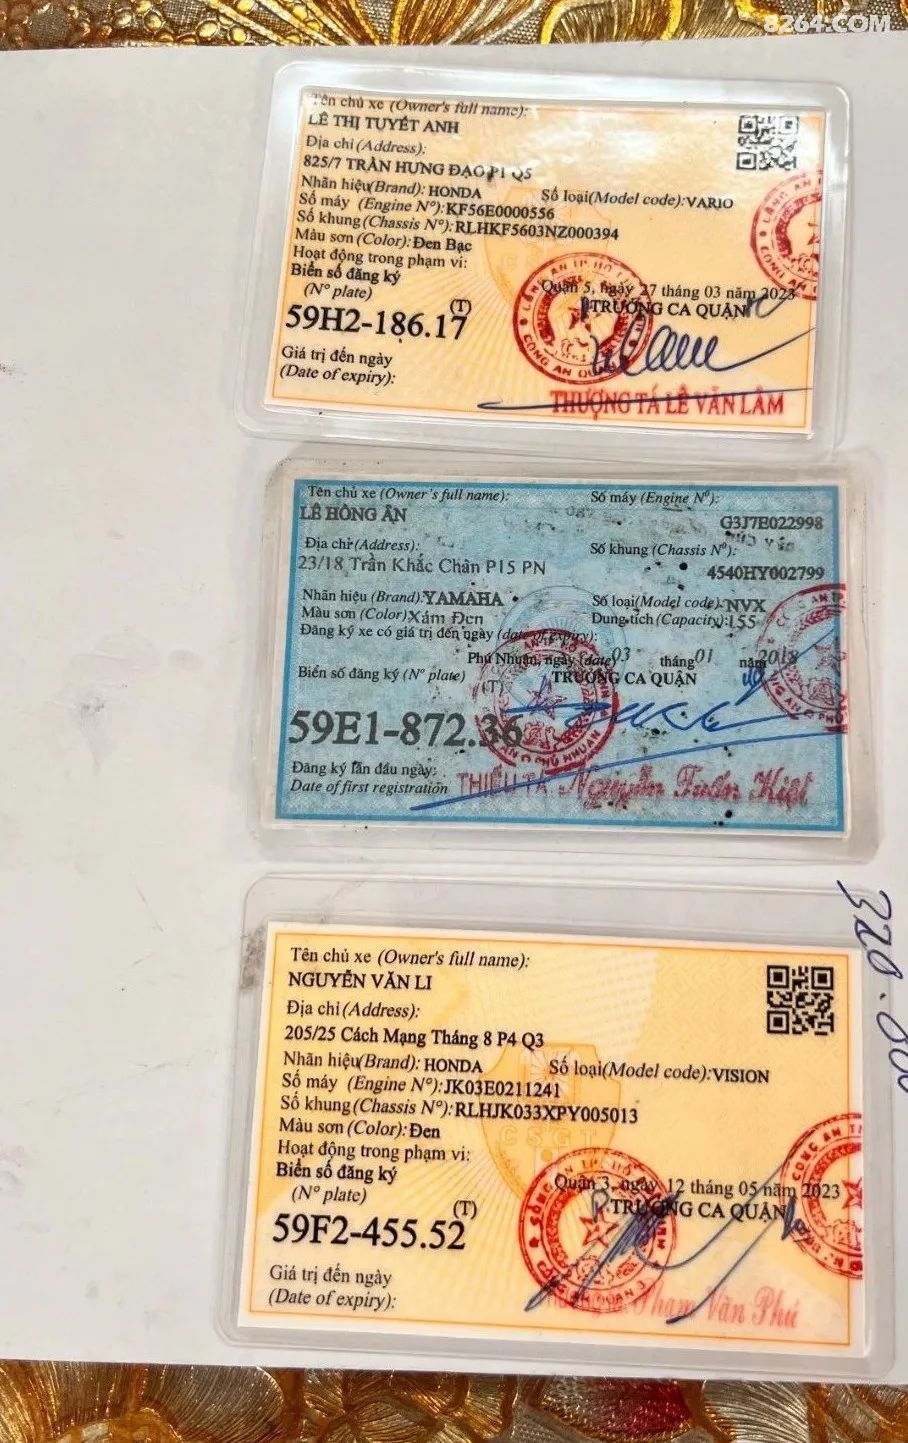 8264.COM
Tên chủ xe (Owner's full name):
LÊ THỊ TUYẾT ANH
Địa chỉ (Address):
825/7 TRẦN HƯNG ĐẠO P1 Q5
Nhãn hiệu(Brand): HONDA Số loại(Model code):VARIO
Số máy (Engine N°):KF56E0000556
Số khung (Chassis N°):RLHKF5603NZ000394
Màu sơn (Color): Đen Bạc
Hoạt động trong phạm vi:
Biển số đăng ký
(N° plate)
Quận 5, ngày 27 tháng 03 năm 2023
TRƯỞNG CA QUẬN
59H2-186.17 (T)
Giá trị đến ngày
(Date of expiry):
THƯỢNG TÁ LÊ VĂN LÂM
Tên chủ xe (Owner's full name): Số máy (Engine N°):
LÊ HỒNG ÂN G3J7E022998
Địa chỉ (Address): Số khung (Chassis N°):
23/18 Trần Khắc Chân P15 PN 4540HY002799
Nhãn hiệu (Brand):YAMAHA Số loại(Model code):NVX
Màu sơn (Color)Xám Đen Dung tích (Capacity):155
Đăng ký xe có giá trị đến ngày (date of expiry):
Phú Nhuận, ngày (date)03 tháng 01 năm 2018
Biển số đăng ký (N° plate) (T) TRƯỞNG CA QUẬN
59E1-872.36
Đăng ký lần đầu ngày:
Date of first registration
THIẾU TÁ Nguyễn Tuấn Kiệt
Tên chủ xe (Owner's full name):
NGUYỄN VĂN LI
Địa chỉ (Address):
205/25 Cách Mạng Tháng 8 P4 Q3
Nhãn hiệu(Brand): HONDA Số loại(Model code):VISION
Số máy (Engine N°):JK03E0211241
Số khung (Chassis N°):RLHJK033XPY005013
Màu sơn (Color): Đen
CSGT
Hoạt động trong phạm vi:
Biển số đăng ký
(N° plate)
Quận 3, ngày 12 tháng 05 năm 2023
TRƯỞNG CA QUẬN
59F2-455.52 (T)
Giá trị đến ngày
(Date of expiry):
Phạm Văn Phú